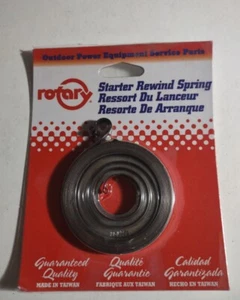 Outdoor Power Equipment Service Parts
rotary
Starter Rewind Spring
Ressort Du Lanceur
Resorte De Arranque
Guaranteed Quality
MADE IN TAIWAN
Qualité Guarantie
FABRIQUE AUX TAIWAN
Calidad Garantizada
HECHO EN TAIWAN